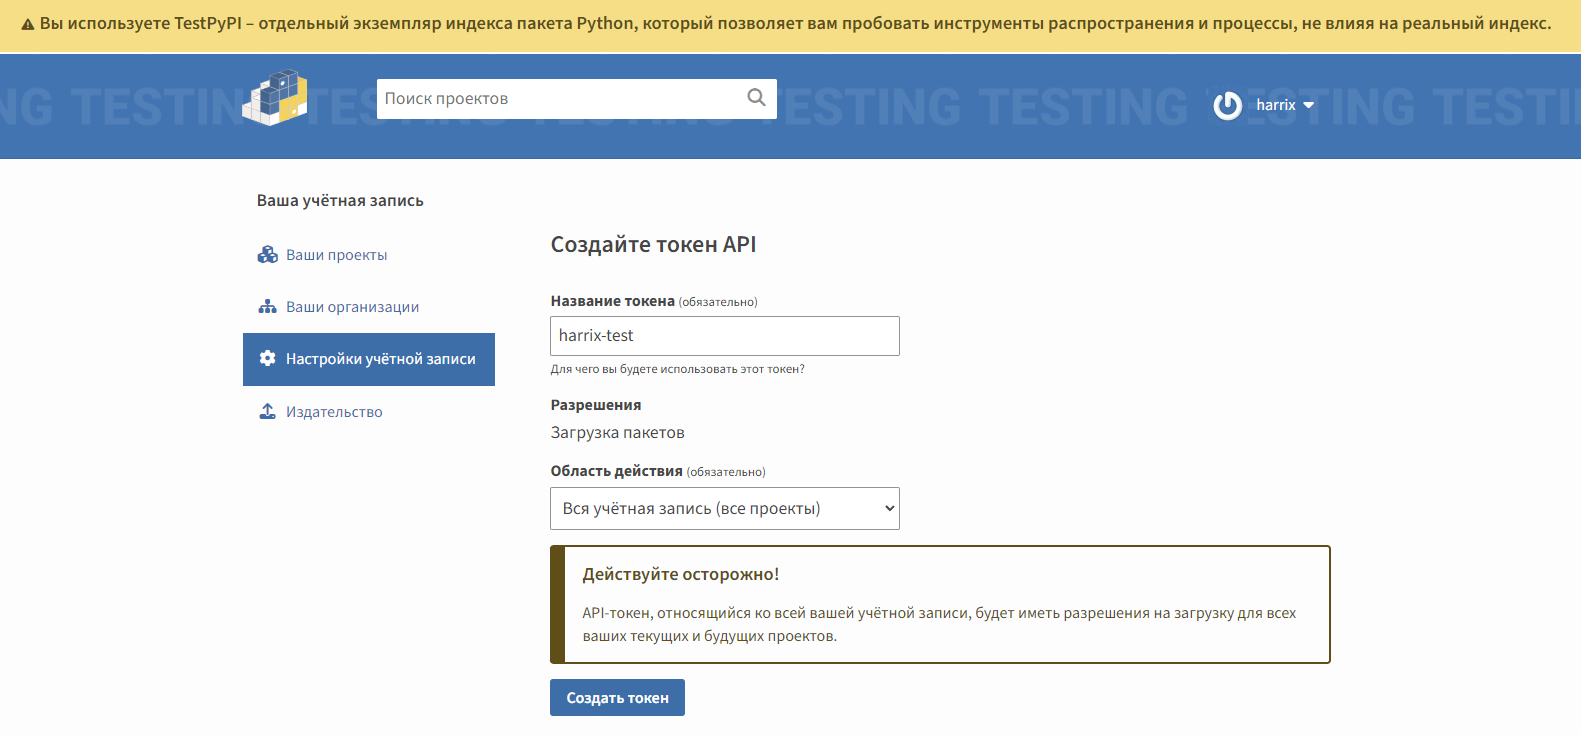 Вы используете TestPyPI – отдельный экземпляр индекса пакета Python, который позволяет вам пробовать инструменты распространения и процессы, не влияя на реальный индекс.
NG TESTING TESTING TESTING TESTING TESTING TESTI
Поиск проектов
harrix
Ваша учётная запись
Ваши проекты
Ваши организации
Настройки учётной записи
Издательство
Создайте токен API
Название токена (обязательно)
harrix-test
Для чего вы будете использовать этот токен?
Разрешения
Загрузка пакетов
Область действия (обязательно)
Вся учётная запись (все проекты)
Действуйте осторожно!
API-токен, относящийся ко всей вашей учётной записи, будет иметь разрешения на загрузку для всех
ваших текущих и будущих проектов.
Создать токен